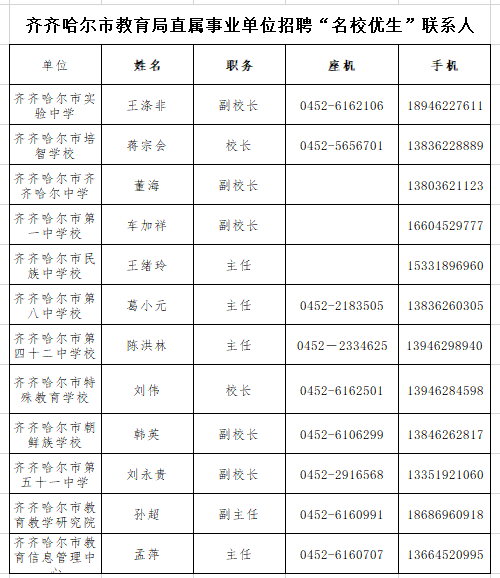 齐齐哈尔市教育局直属事业单位招聘“名校优生”联系人
单位 姓名 职务 座机 手机
齐齐哈尔市实
验中学 王涤非 副校长 0452-6162106 18946227611
齐齐哈尔市培
智学校 蒋宗会 校长 0452-5656701 13836228889
齐齐哈尔市齐
齐哈尔中学 董海 副校长 13803621123
齐齐哈尔市第
一中学校 车加祥 副校长 16604529777
齐齐哈尔市民
族中学校 王绪玲 主任 15331896960
齐齐哈尔市第
八中学校 葛小元 主任 0452-2183505 13836260305
齐齐哈尔市第
四十二中学校 陈洪林 主任 0452－2334625 13946298940
齐齐哈尔市特
殊教育学校 刘伟 校长 0452-6162501 13946284598
齐齐哈尔市朝
鲜族学校 韩英 副校长 0452-6106299 13846262817
齐齐哈尔市第
五十一中学 刘永贵 副校长 0452-2916568 13351921060
齐齐哈尔市教
育教学研究院 孙超 副主任 0452-6160991 18686960918
齐齐哈尔市教
育信息管理中
心 孟萍 主任 0452-6160707 13664520995